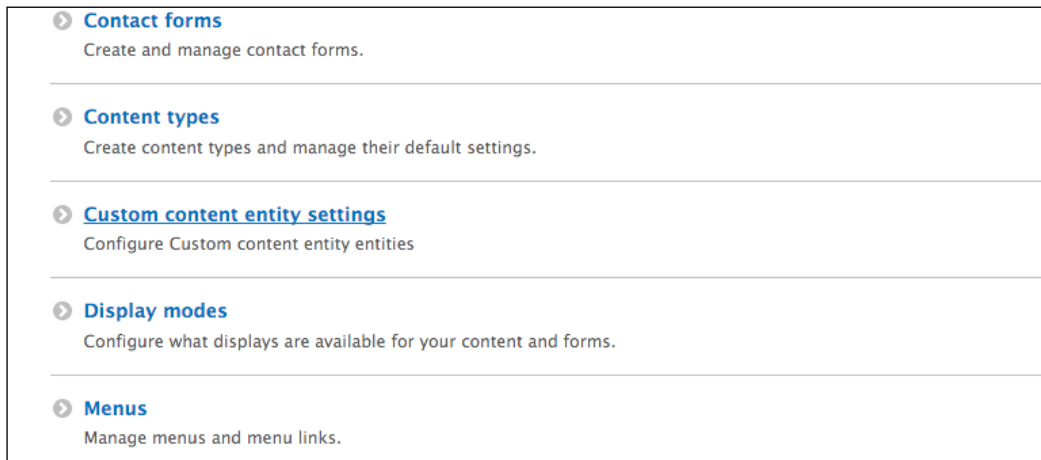 Contact forms
Create and manage contact forms.
Content types
Create content types and manage their default settings.
Custom content entity settings
Configure Custom content entity entities
Display modes
Configure what displays are available for your content and forms.
Menus
Manage menus and menu links.